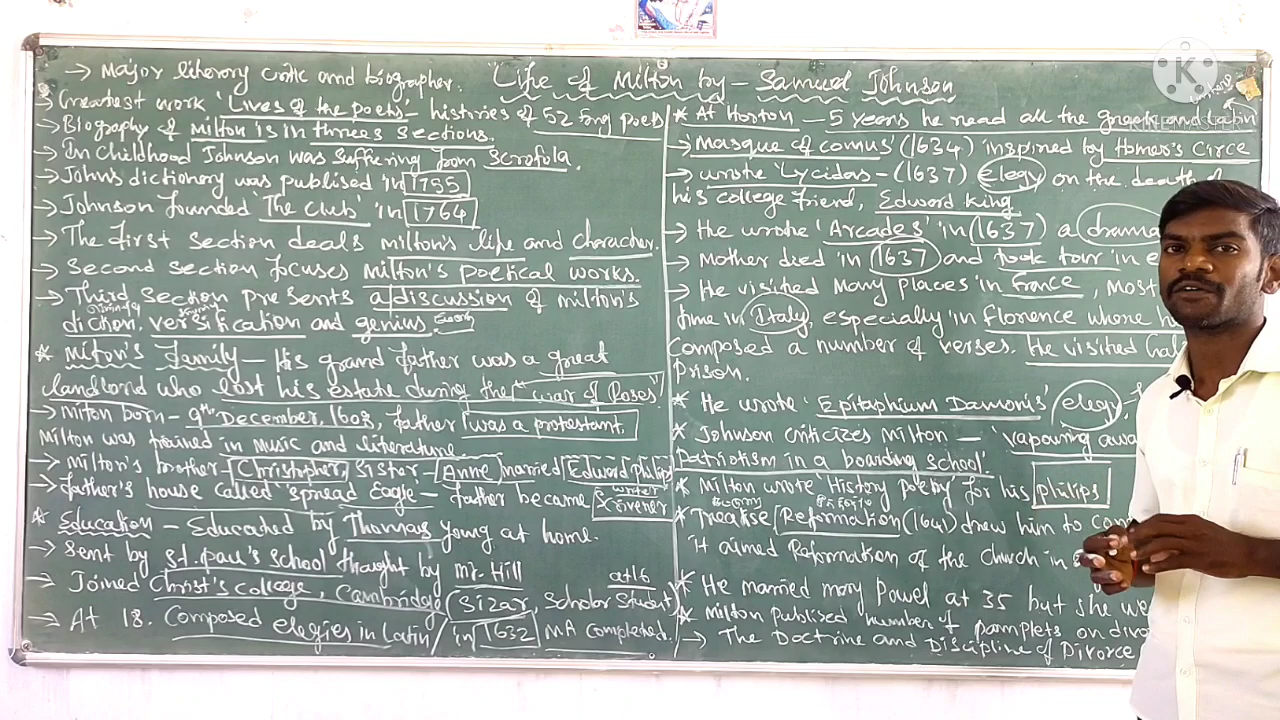 "Life of Milton by - Samuel Johnson
→ Major literary critic and biographer.
→ Greatest work 'Lives of the poets' - histories of 52 Eng poets
→ Biography of Milton is in threee sections.
→ In childhood Johnson was suffering from Scrofola.
→ Johns dictionery was publised in 1755
→ Johnson founded 'The Club' in 1764
→ The first section deals milton's life and characher.
→ Second section focuses milton's poetical works.
→ Third section presents a discussion of milton's
diction, versification and genius.
* Milton's Family - His grand father was a great
landlord who lost his estate during the "war of Roses"
→ Milton born - 9th December, 1608, father was a protestant,
Milton was trained in music and literature.
→ Milton's brother - Christopher, Sister - Anne married Edward Philips
→ father's house called 'spread Eagle - father became Scrivener
writer
* Education - Educated by Thomas young at home.
→ Sent by St. Paul's School thaught by Mr. Hill
→ Joined Christ's college, Cambridge (Sizar, Scholar Student)
at 16
→ At 18. Composed elegies in Latin / in 1632 MA Completed.
* At Horton - 5 years he read all the greek and Latin
→ 'Masque of comus' (1634) inspired by Homer's Circe
→ wrote 'Lycidas - (1637) elegy on the death of
his college friend, Edward King
→ He wrote 'Arcades' in (1637) a drama
→ Mother died in 1637 and took tour in
→ He visited Many places in France, most
time in Italy, especially in Florence where he
composed a number of verses. He visited
Prison.
* He wrote 'Epitaphium Damonis' elegy,
* Johnson criticizes Milton - 'vapouring
Patriotism in a boarding school'.
* Milton wrote 'History Poetry' for his Philips
* Treatise Reformation (1641) drew him to
it aimed Reformation of the Church in
* He married mary Powel at 35 but she
* Milton Publised number of pamplets on
→ The Doctrine and Discipline of Divorce
K
KINEMASTER